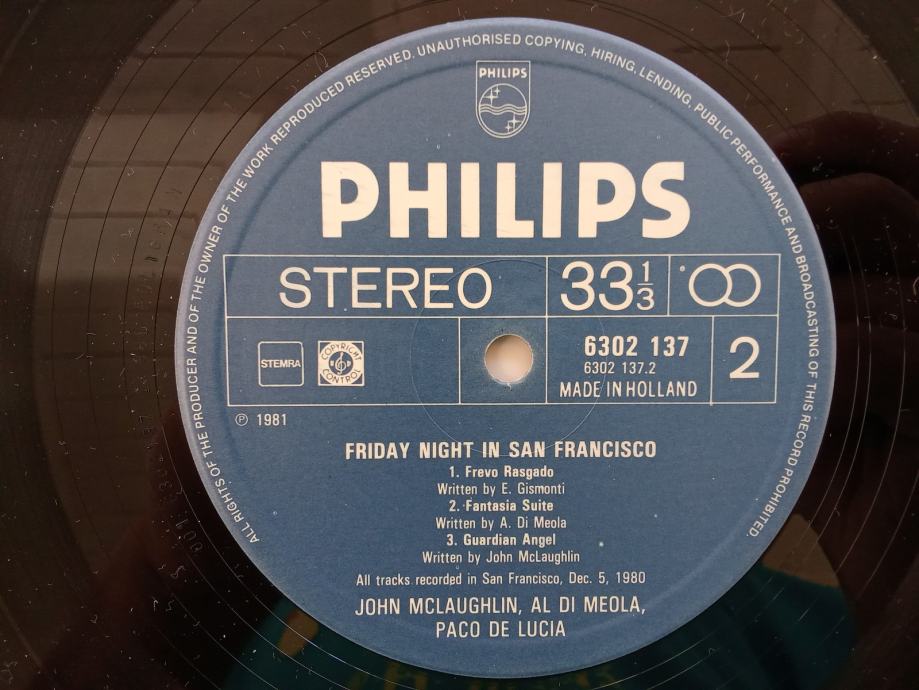 ALL RIGHTS OF THE PRODUCER AND OF THE OWNER OF THE WORK REPRODUCED RESERVED. UNAUTHORISED COPYING, HIRING, LENDING, PUBLIC PERFORMANCE AND BROADCASTING OF THIS RECORD PROHIBITED.
PHILIPS
PHILIPS
STEREO 33 1/3
STEMRA COPYRIGHT CONTROL 6302 137 2
6302 137.2
MADE IN HOLLAND
℗ 1981
FRIDAY NIGHT IN SAN FRANCISCO
1. Frevo Rasgado
Written by E. Gismonti
2. Fantasia Suite
Written by A. Di Meola
3. Guardian Angel
Written by John McLaughlin
All tracks recorded in San Francisco, Dec. 5, 1980
JOHN MCLAUGHLIN, AL DI MEOLA,
PACO DE LUCIA